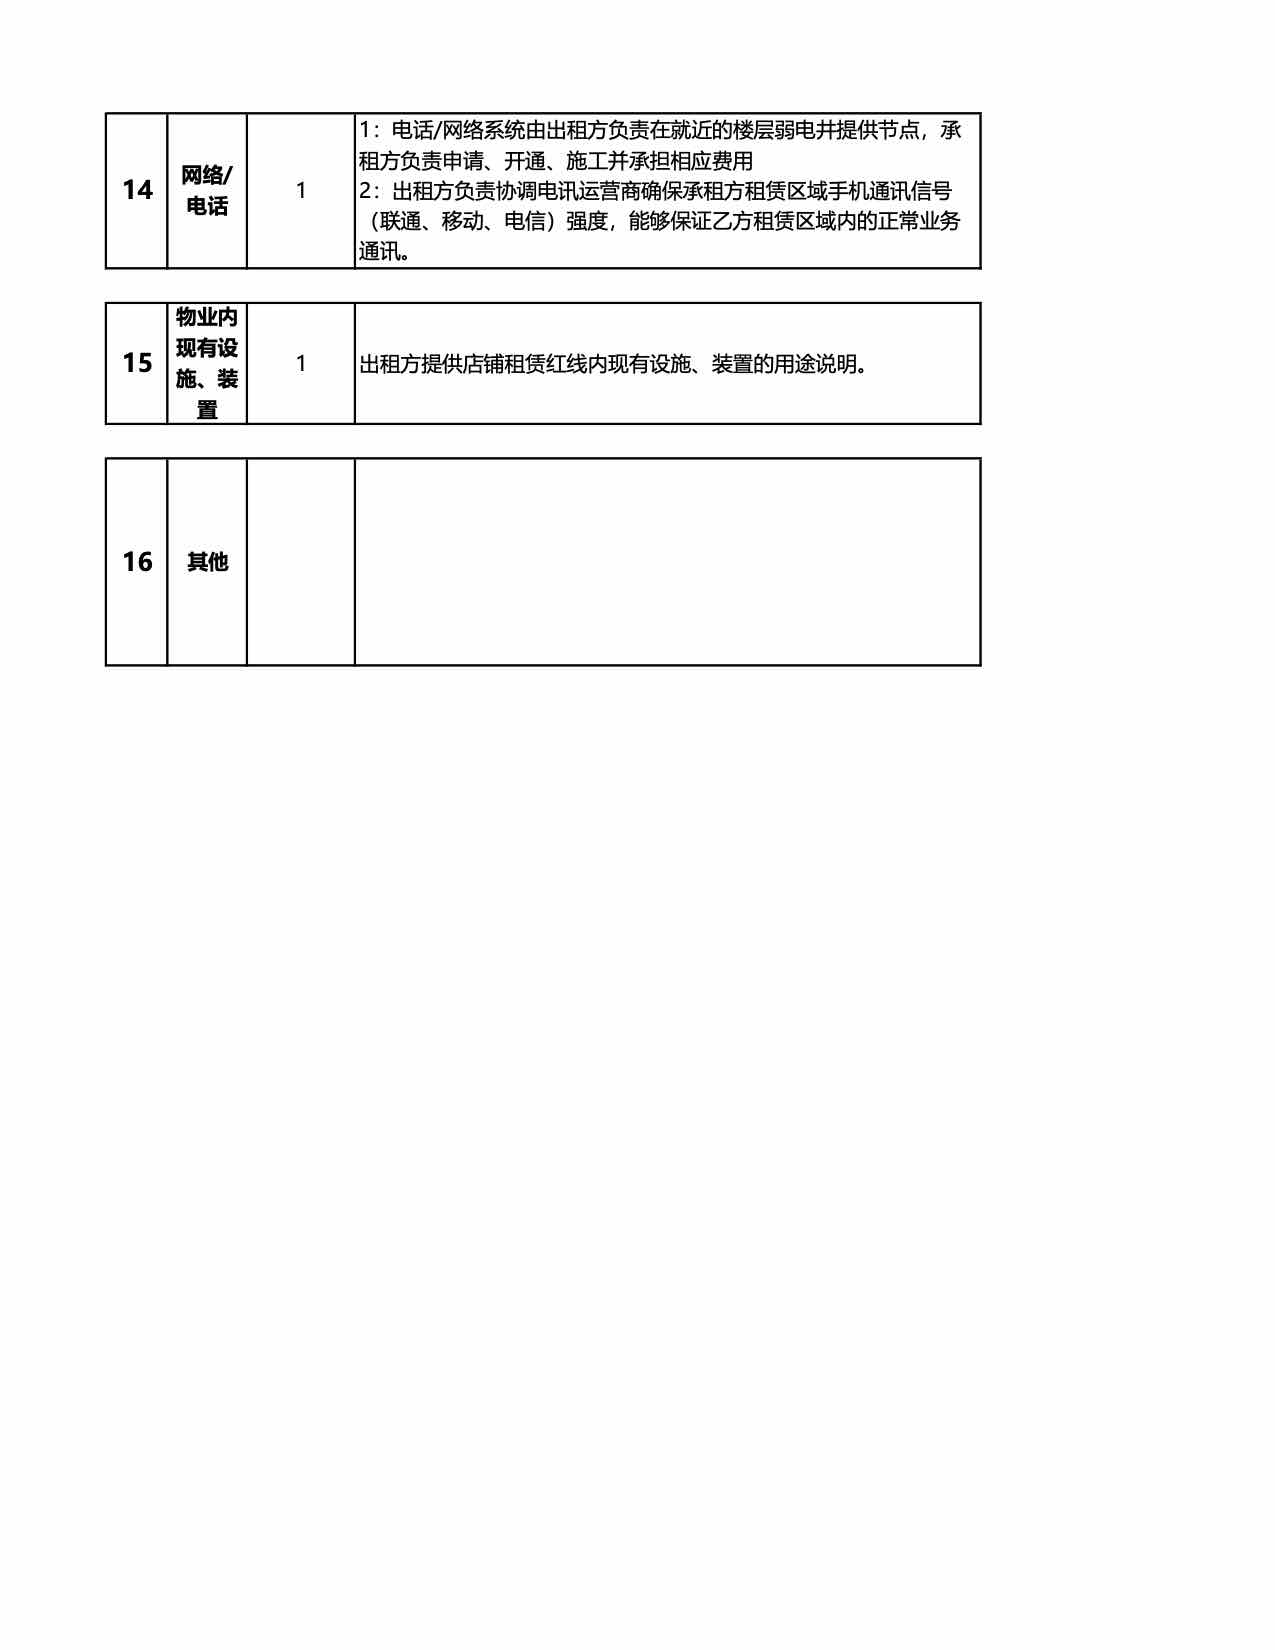 14
网络/
电话
1
1：电话/网络系统由出租方负责在就近的楼层弱电井提供节点，承
租方负责申请、开通、施工并承担相应费用
2：出租方负责协调电讯运营商确保承租方租赁区域手机通讯信号
（联通、移动、电信）强度，能够保证乙方租赁区域内的正常业务
通讯。
15
物业内
现有设
施、装
置
1
出租方提供店铺租赁红线内现有设施、装置的用途说明。
16
其他